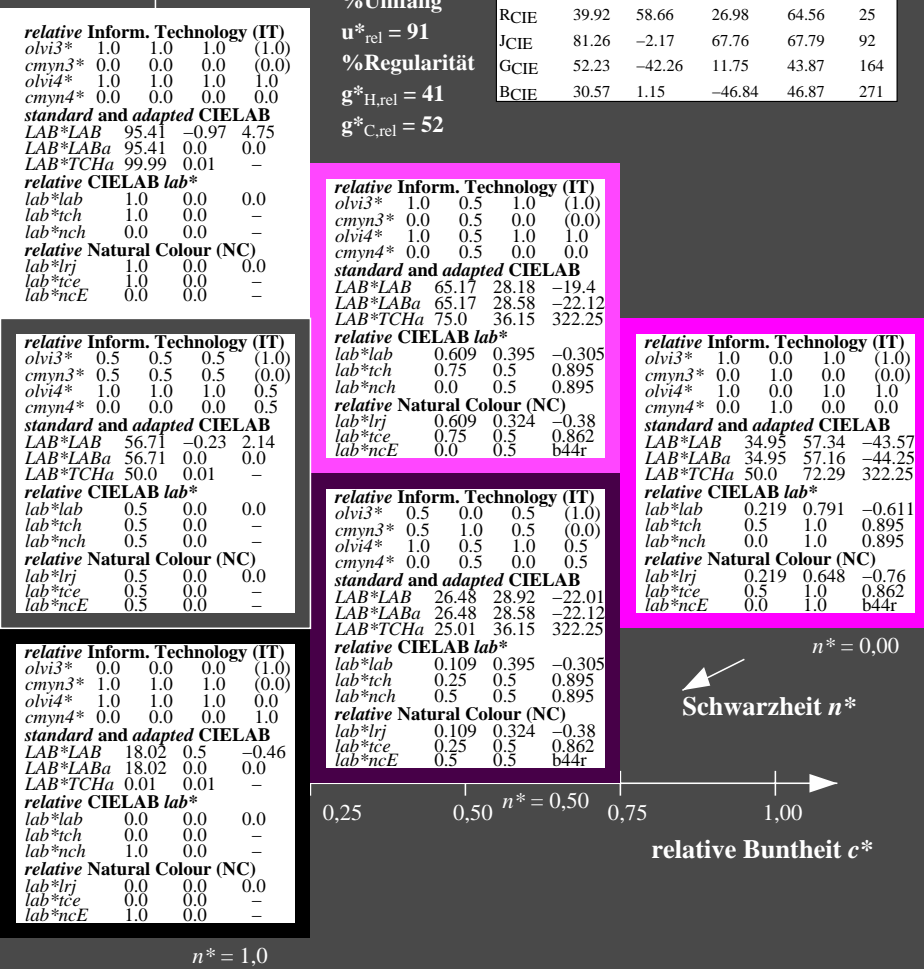 %Umfang
u*rel = 91
%Regularität
g*H,rel = 41
g*C,rel = 52
RCIE 39.92 58.66 26.98 64.56 25
JCIE 81.26 −2.17 67.76 67.79 92
GCIE 52.23 −42.26 11.75 43.87 164
BCIE 30.57 1.15 −46.84 46.87 271
relative Inform. Technology (IT)
olvi3* 1.0 1.0 1.0 (1.0)
cmyn3* 0.0 0.0 0.0 (0.0)
olvi4* 1.0 1.0 1.0 1.0
cmyn4* 0.0 0.0 0.0 0.0
standard and adapted CIELAB
LAB*LAB 95.41 −0.97 4.75
LAB*LABa 95.41 0.0 0.0
LAB*TCHa 99.99 0.01 –
relative CIELAB lab*
lab*lab 1.0 0.0 0.0
lab*tch 1.0 0.0 –
lab*nch 0.0 0.0 –
relative Natural Colour (NC)
lab*lrj 1.0 0.0 0.0
lab*tce 1.0 0.0 –
lab*ncE 0.0 0.0 –
relative Inform. Technology (IT)
olvi3* 1.0 0.5 1.0 (1.0)
cmyn3* 0.0 0.5 0.0 (0.0)
olvi4* 1.0 0.5 1.0 1.0
cmyn4* 0.0 0.5 0.0 0.0
standard and adapted CIELAB
LAB*LAB 65.17 28.18 −19.4
LAB*LABa 65.17 28.58 −22.12
LAB*TCHa 75.0 36.15 322.25
relative CIELAB lab*
lab*lab 0.609 0.395 −0.305
lab*tch 0.75 0.5 0.895
lab*nch 0.0 0.5 0.895
relative Natural Colour (NC)
lab*lrj 0.609 0.324 −0.38
lab*tce 0.75 0.5 0.862
lab*ncE 0.0 0.5 b44r
relative Inform. Technology (IT)
olvi3* 0.5 0.5 0.5 (1.0)
cmyn3* 0.5 0.5 0.5 (0.0)
olvi4* 1.0 1.0 1.0 0.5
cmyn4* 0.0 0.0 0.0 0.5
standard and adapted CIELAB
LAB*LAB 56.71 −0.23 2.14
LAB*LABa 56.71 0.0 0.0
LAB*TCHa 50.0 0.01 –
relative CIELAB lab*
lab*lab 0.5 0.0 0.0
lab*tch 0.5 0.0 –
lab*nch 0.5 0.0 –
relative Natural Colour (NC)
lab*lrj 0.5 0.0 0.0
lab*tce 0.5 0.0 –
lab*ncE 0.5 0.0 –
relative Inform. Technology (IT)
olvi3* 1.0 0.0 1.0 (1.0)
cmyn3* 0.0 1.0 0.0 (0.0)
olvi4* 1.0 0.0 1.0 1.0
cmyn4* 0.0 1.0 0.0 0.0
standard and adapted CIELAB
LAB*LAB 34.95 57.34 −43.57
LAB*LABa 34.95 57.16 −44.25
LAB*TCHa 50.0 72.29 322.25
relative CIELAB lab*
lab*lab 0.219 0.791 −0.611
lab*tch 0.5 1.0 0.895
lab*nch 0.0 1.0 0.895
relative Natural Colour (NC)
lab*lrj 0.219 0.648 −0.76
lab*tce 0.5 1.0 0.862
lab*ncE 0.0 1.0 b44r
relative Inform. Technology (IT)
olvi3* 0.5 0.0 0.5 (1.0)
cmyn3* 0.5 1.0 0.5 (0.0)
olvi4* 1.0 0.5 1.0 0.5
cmyn4* 0.0 0.5 0.0 0.5
standard and adapted CIELAB
LAB*LAB 26.48 28.92 −22.01
LAB*LABa 26.48 28.58 −22.12
LAB*TCHa 25.01 36.15 322.25
relative CIELAB lab*
lab*lab 0.109 0.395 −0.305
lab*tch 0.25 0.5 0.895
lab*nch 0.5 0.5 0.895
relative Natural Colour (NC)
lab*lrj 0.109 0.324 −0.38
lab*tce 0.25 0.5 0.862
lab*ncE 0.5 0.5 b44r
relative Inform. Technology (IT)
olvi3* 0.0 0.0 0.0 (1.0)
cmyn3* 1.0 1.0 1.0 (0.0)
olvi4* 1.0 1.0 1.0 0.0
cmyn4* 0.0 0.0 0.0 1.0
standard and adapted CIELAB
LAB*LAB 18.02 0.5 −0.46
LAB*LABa 18.02 0.0 0.0
LAB*TCHa 0.01 0.01 –
relative CIELAB lab*
lab*lab 0.0 0.0 0.0
lab*tch 0.0 0.0 –
lab*nch 1.0 0.0 –
relative Natural Colour (NC)
lab*lrj 0.0 0.0 0.0
lab*tce 0.0 0.0 –
lab*ncE 1.0 0.0 –
n* = 0,00
Schwarzheit n*
n* = 0,50
0,25 0,50 0,75 1,00
relative Buntheit c*
n* = 1,0